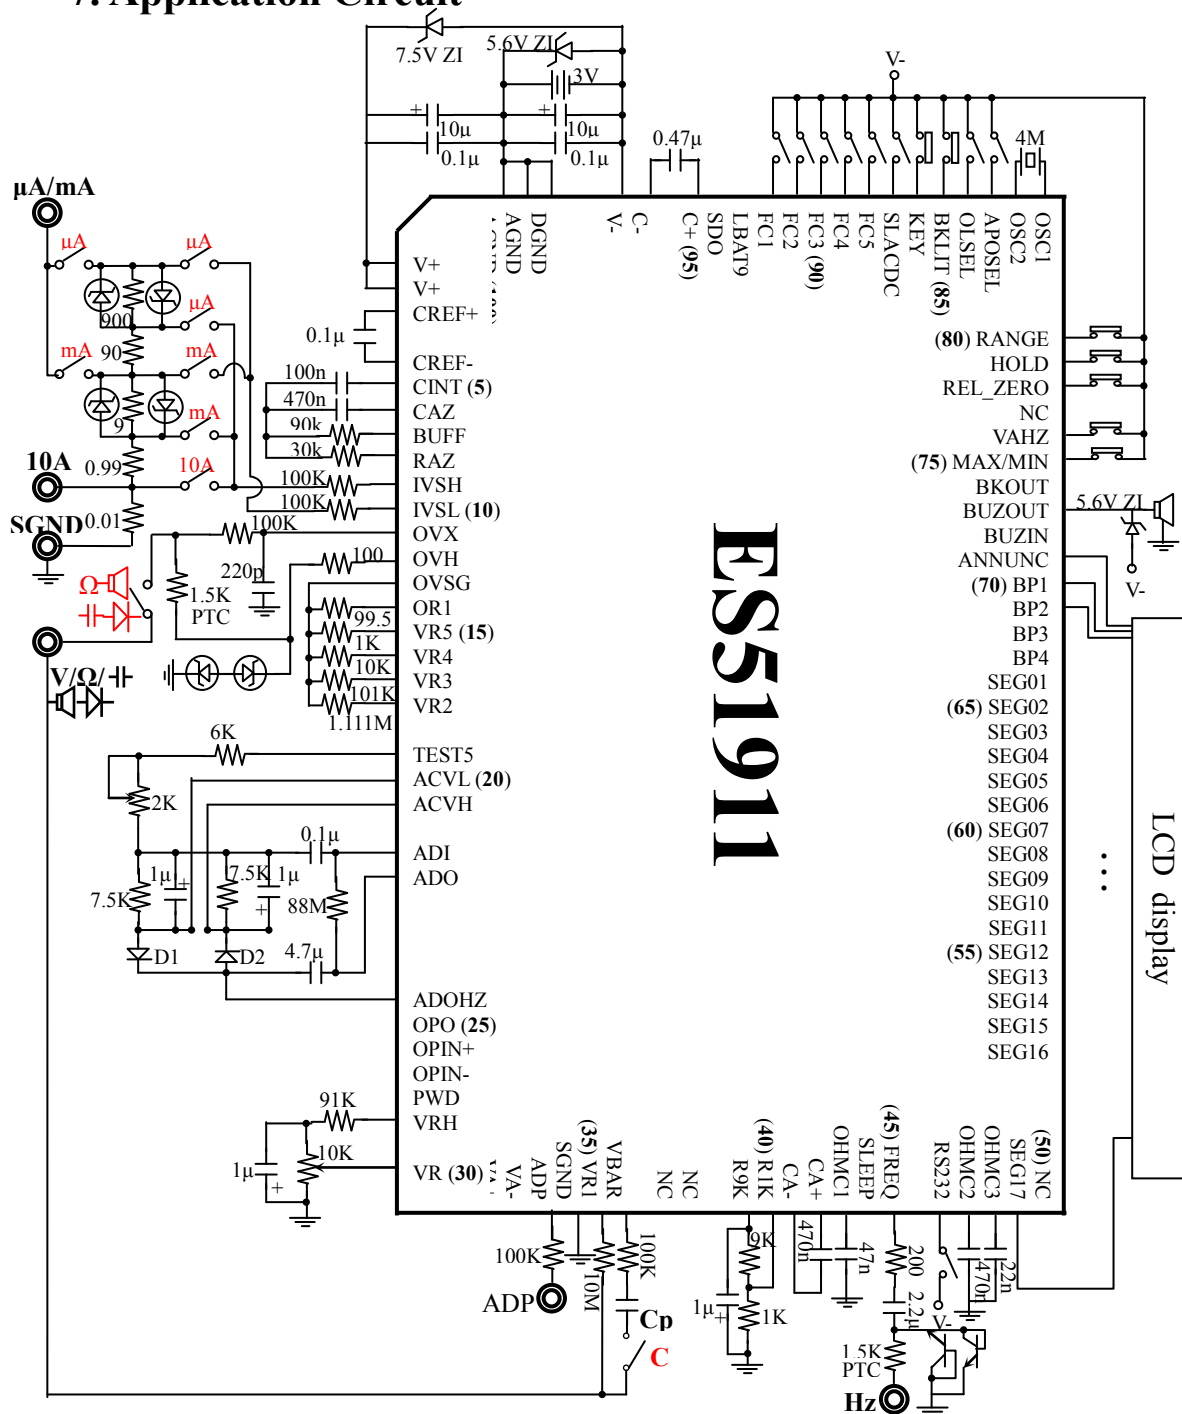 7. Application Circuit
7.5V ZI
5.6V ZI
3V
10µ
10µ
0.1µ
0.1µ
0.47µ
V-
4M
µA/mA
µA
µA
900
µA
90
mA
mA
9
mA
10A
0.99
10A
SGND
0.01
AGND
DGND
V-
C-
C+ (95)
SDO
LBAT9
FC1
FC2
FC3 (90)
FC4
FC5
SLACDC
KEY
BKLIT (85)
OLSEL
APOSEL
OSC2
OSC1
V+
V+
CREF+
0.1µ
CREF-
100n
CINT (5)
470n
CAZ
90k
BUFF
30k
RAZ
100K
IVSH
100K
IVSL (10)
100K
OVX
100
OVH
220p
OVSG
1.5K
PTC
OR1
99.5
VR5 (15)
1K
VR4
10K
VR3
101K
VR2
1.111M
Ω
V/Ω/
6K
TEST5
ACVL (20)
2K
ACVH
0.1µ
ADI
ADO
1µ
7.5K
7.5K
1µ
88M
D1
D2
4.7µ
ADOHZ
OPO (25)
OPIN+
OPIN-
PWD
91K
VRH
10K
1µ
VR (30)
ES51911
(80) RANGE
HOLD
REL_ZERO
NC
VAHZ
(75) MAX/MIN
BKOUT
BUZOUT
5.6V ZI
BUZIN
ANNUNC
V-
(70) BP1
BP2
BP3
BP4
SEG01
(65) SEG02
SEG03
SEG04
SEG05
SEG06
(60) SEG07
SEG08
SEG09
SEG10
SEG11
(55) SEG12
SEG13
SEG14
SEG15
SEG16
...
LCD display
VA-
ADP
SGND
(35) VR1
VBAR
NC
NC
R9K
(40) R1K
CA-
CA+
OHMC1
SLEEP
(45) FREQ
RS232
OHMC2
OHMC3
SEG17
(50) NC
100K
10M
100K
ADP
Cp
C
9K
1µ
1K
470n
47n
200
2.2µ
1.5K
PTC
Hz
V-
470n
22n